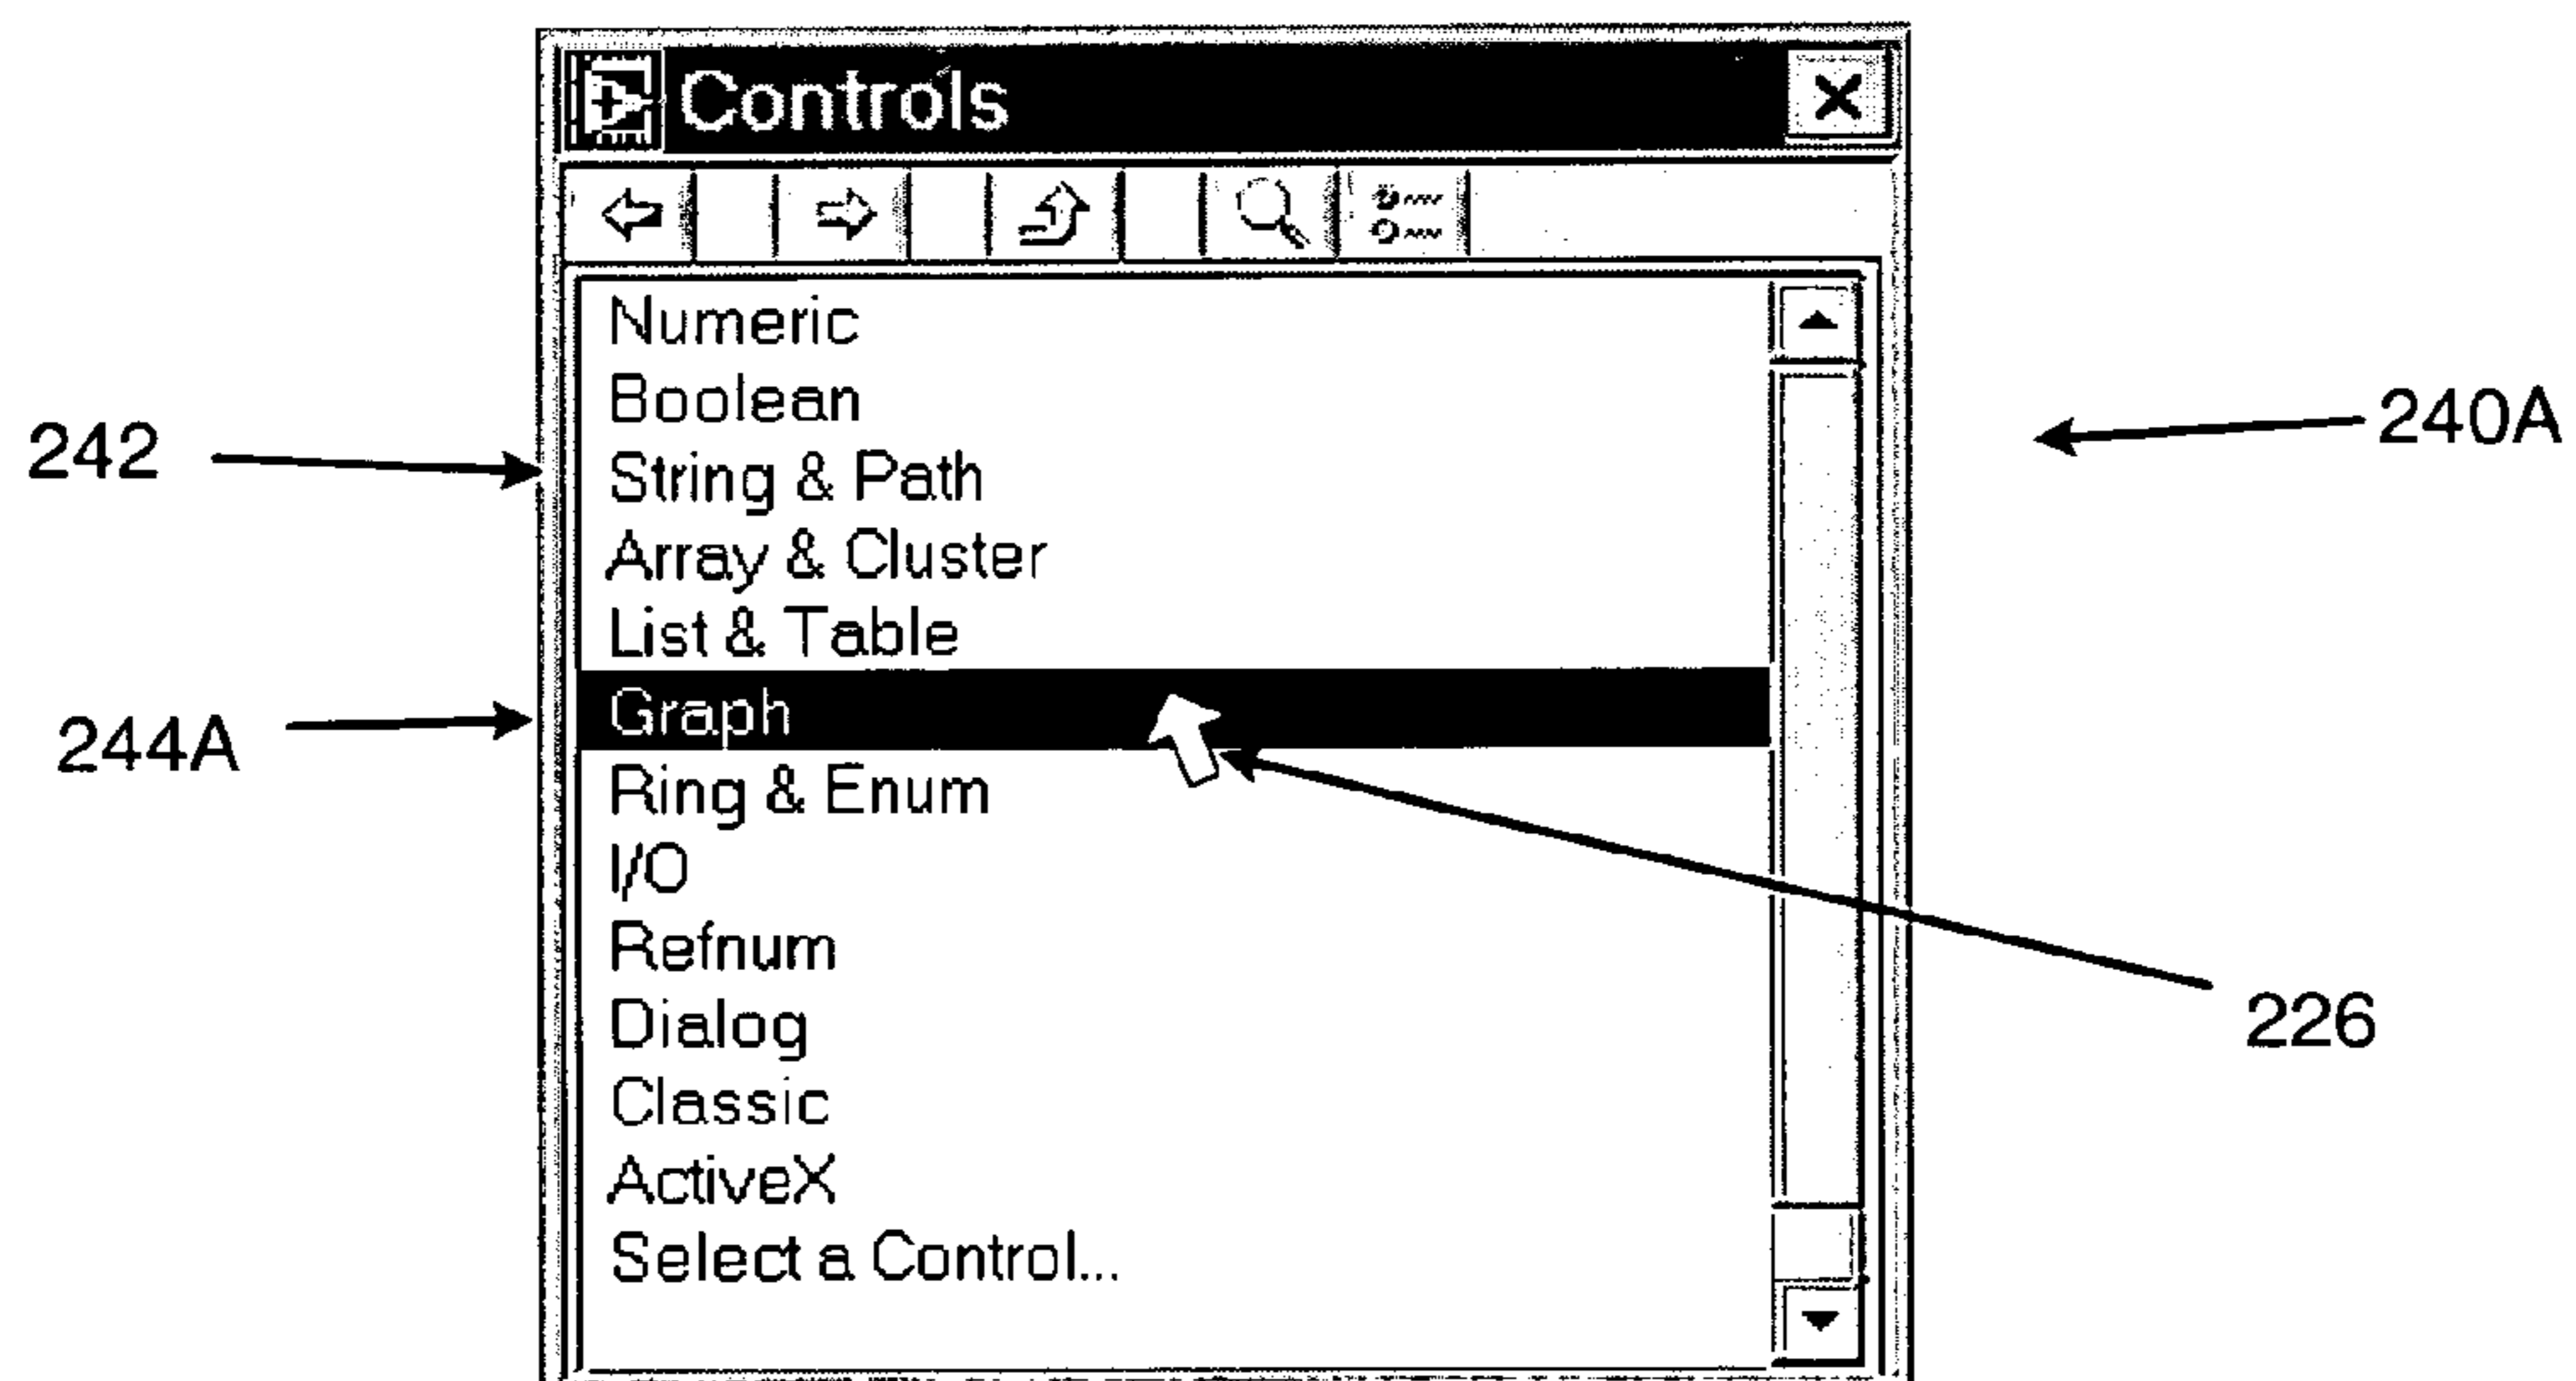 Controls
Numeric
Boolean
242
String & Path
240A
Array & Cluster
List & Table
244A
Graph
Ring & Enum
I/O
Refnum
226
Dialog
Classic
ActiveX
Select a Control...